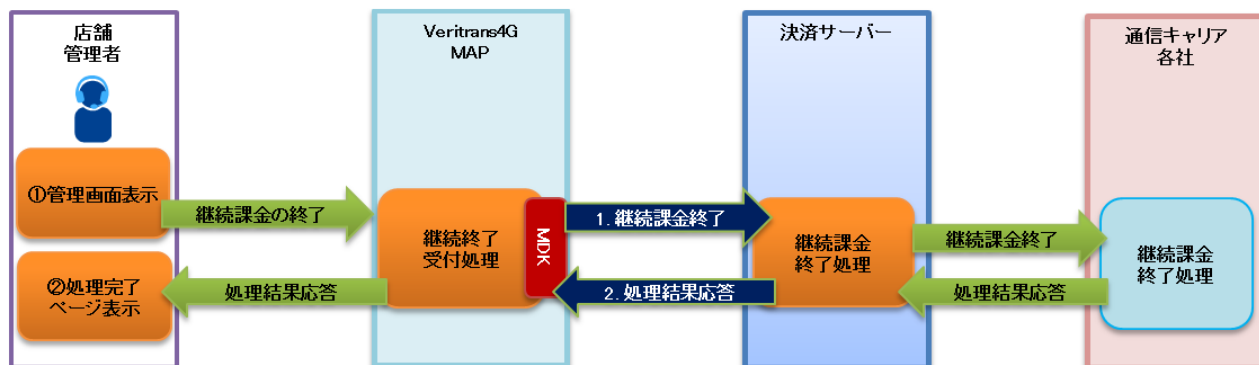 店舗
管理者
Veritrans4G
MAP
決済サーバー
通信キャリア
各社
①管理画面表示
継続課金の終了
継続終了
受付処理
MDK
1.継続課金終了
継続課金
終了処理
継続課金終了
継続課金
終了処理
②処理完了
ページ表示
処理結果応答
2.処理結果応答
処理結果応答